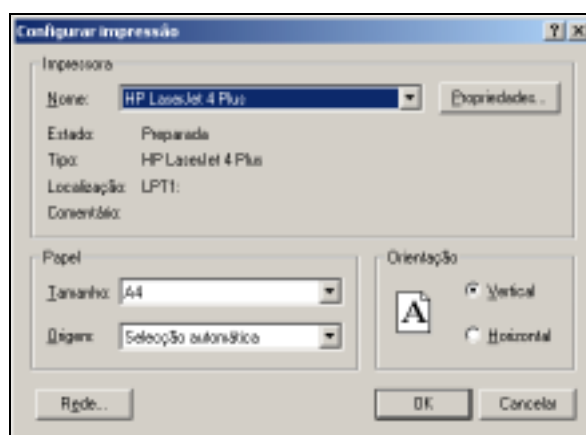 Configurar impressão
Impressora
Nome: HP LaserJet 4 Plus Propriedades...
Estado: Preparada
Tipo: HP LaserJet 4 Plus
Localização: LPT1:
Comentário:
Papel
Tamanho: A4
Origem: Selecção automática
Orientação
A
Vertical
Horizontal
Rede... OK Cancelar